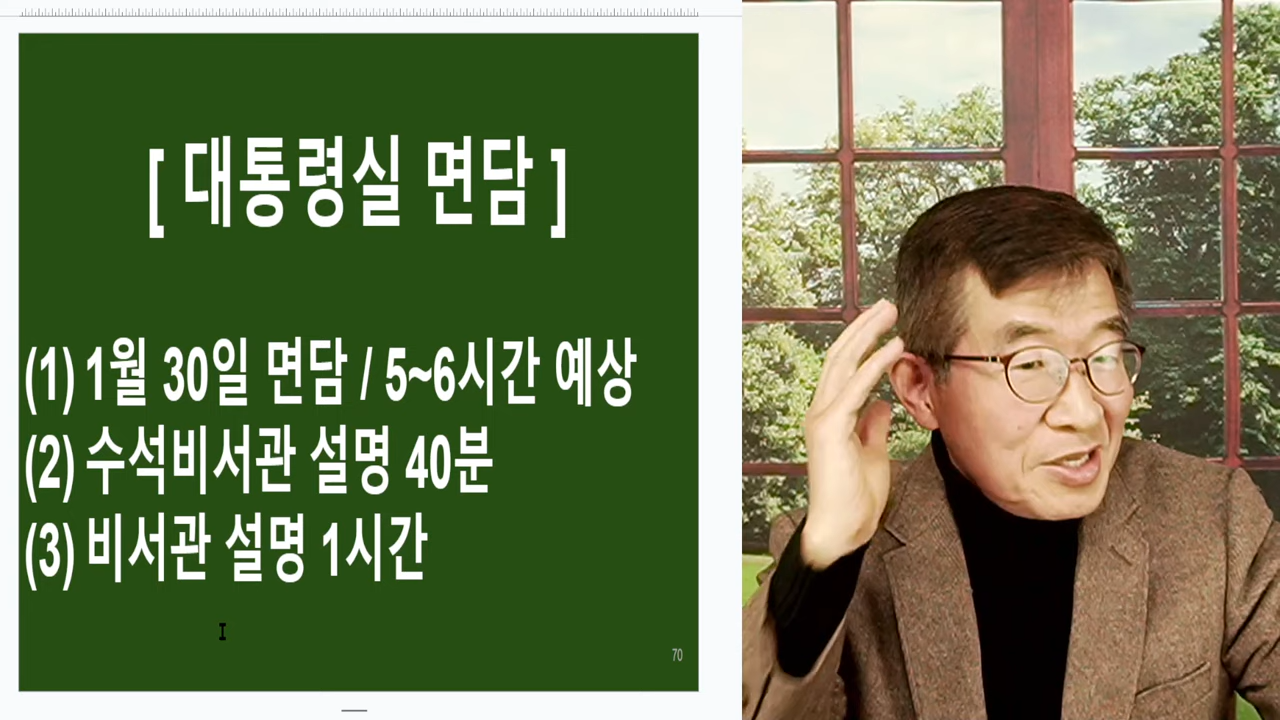 [ 대통령실 면담 ]
(1) 1월 30일 면담 / 5~6시간 예상
(2) 수석비서관 설명 40분
(3) 비서관 설명 1시간
70